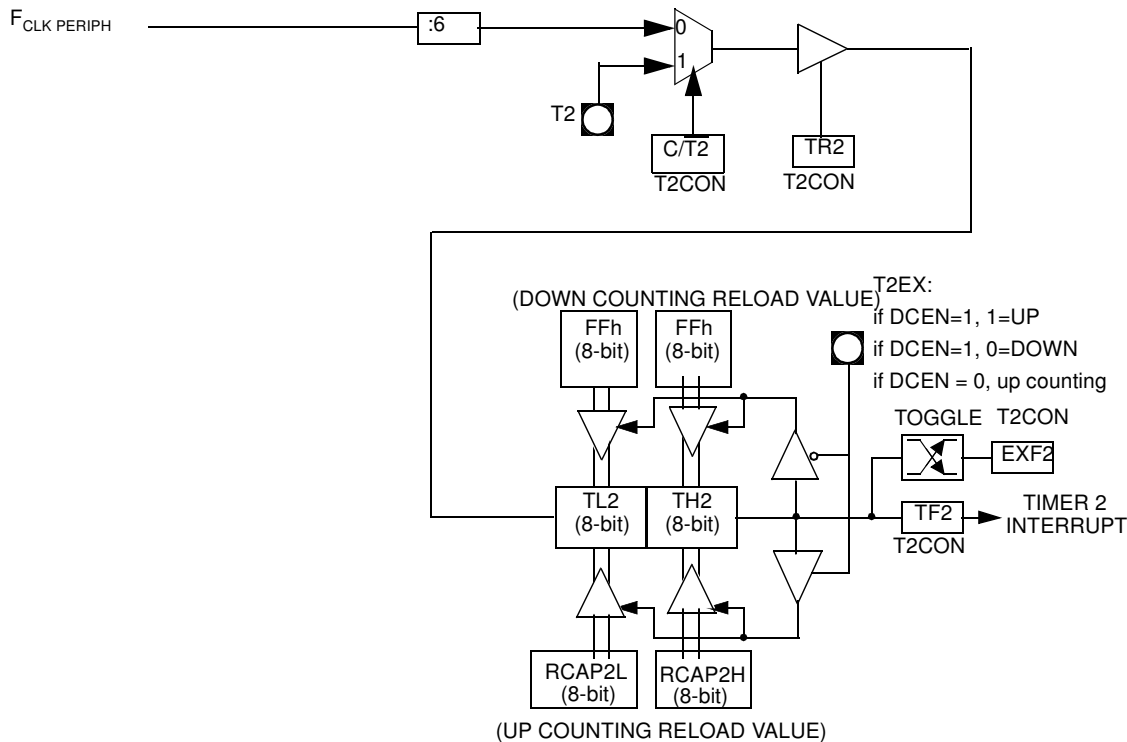 FCLK PERIPH
:6
0
1
T2
C/T2
TR2
T2CON
T2CON
T2EX:
(DOWN COUNTING RELOAD VALUE)
if DCEN=1, 1=UP
FFh
(8-bit)
FFh
(8-bit)
if DCEN=1, 0=DOWN
if DCEN = 0, up counting
TOGGLE
T2CON
EXF2
TL2
(8-bit)
TH2
(8-bit)
TF2
TIMER 2
INTERRUPT
T2CON
RCAP2L
(8-bit)
RCAP2H
(8-bit)
(UP COUNTING RELOAD VALUE)